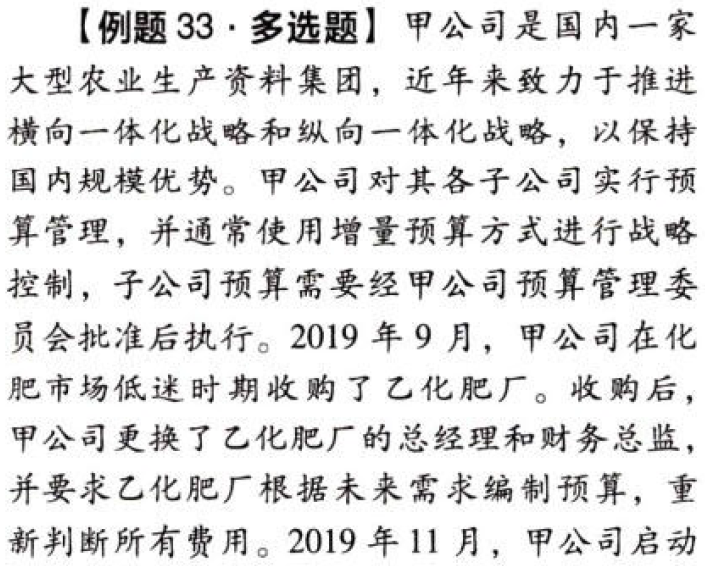 【例题 33·多选题】甲公司是国内一家
大型农业生产资料集团，近年来致力于推进
横向一体化战略和纵向一体化战略，以保持
国内规模优势。甲公司对其各子公司实行预
算管理，并通常使用增量预算方式进行战略
控制，子公司预算需要经甲公司预算管理委
员会批准后执行。2019 年 9 月，甲公司在化
肥市场低迷时期收购了乙化肥厂。收购后，
甲公司更换了乙化肥厂的总经理和财务总监，
并要求乙化肥厂根据未来需求编制预算，重
新判断所有费用。2019 年 11 月，甲公司启动